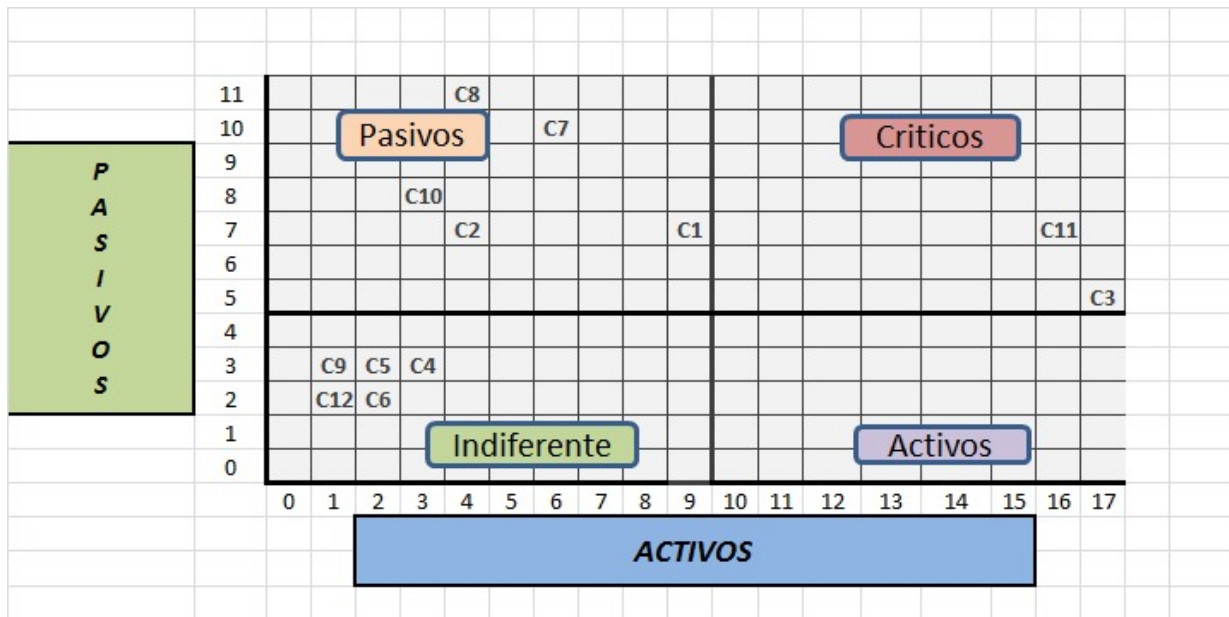 11 C8
10 Pasivos C7 Criticos
9
8 C10
7 C2 C1 C11
6
5 C3
4
3 C9 C5 C4
2 C12 C6
1 Indiferente Activos
0
0 1 2 3 4 5 6 7 8 9 10 11 12 13 14 15 16 17
P
A
S
I
V
O
S
ACTIVOS